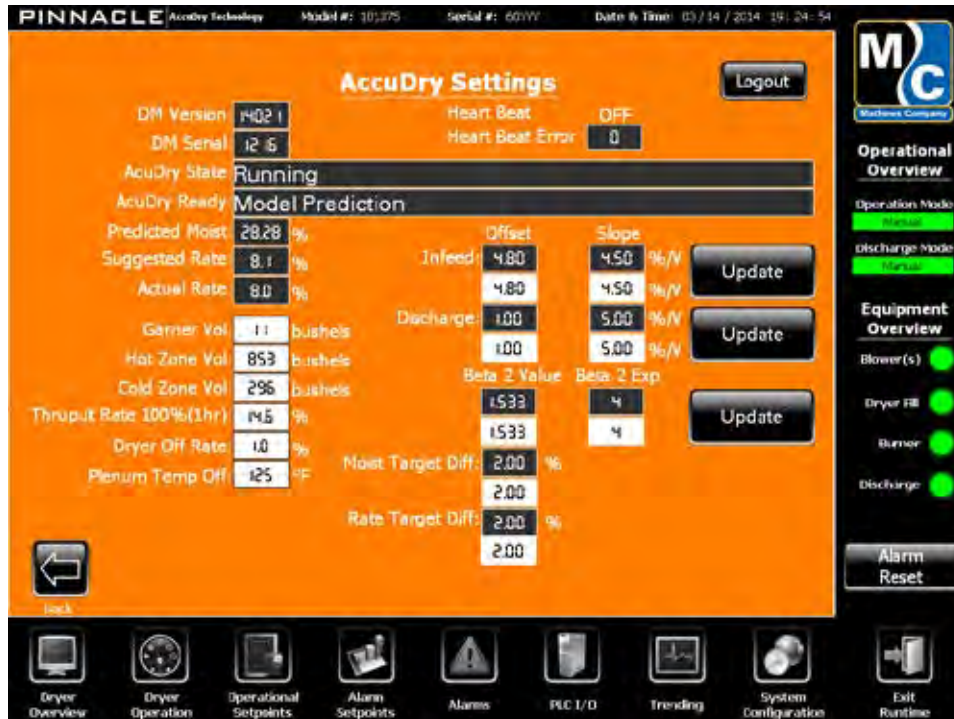 PINNACLE AccuDry Technology Model #: 101375 Serial #: 60YYY Date & Time: 03/14/2014 19:24:54
AccuDry Settings
Logout
DM Version 14021
Heart Beat OFF
DM Serial 1216
Heart Beat Error 0
AcuDry State Running
AcuDry Ready Model Prediction
Predicted Moist 28.28 %
Suggested Rate 8.1 %
Actual Rate 8.0 %
Offset Slope
Infeed: 4.80 4.50 %/V
4.80 4.50 %/V
Update
Discharge: 1.00 5.00 %/V
1.00 5.00 %/V
Update
Garner Vol 11 bushels
Hot Zone Vol 853 bushels
Cold Zone Vol 296 bushels
Thruput Rate 100%(1hr) 14.6 %
Dryer Off Rate 1.0 %
Plenum Temp Off 125 °F
Beta 2 Value Beta 2 Exp
1.533 4
1.533 4
Update
Moist Target Diff: 2.00 %
2.00
Rate Target Diff: 2.00 %
2.00
Back
MC
Mathews Company
Operational
Overview
Operation Mode
Manual
Discharge Mode
Manual
Equipment
Overview
Blower(s)
Dryer Fill
Burner
Discharge
Alarm
Reset
Dryer
Overview
Dryer
Operation
Operational
Setpoints
Alarm
Setpoints
Alarms
PLC I/O
Trending
System
Configuration
Exit
Runtime